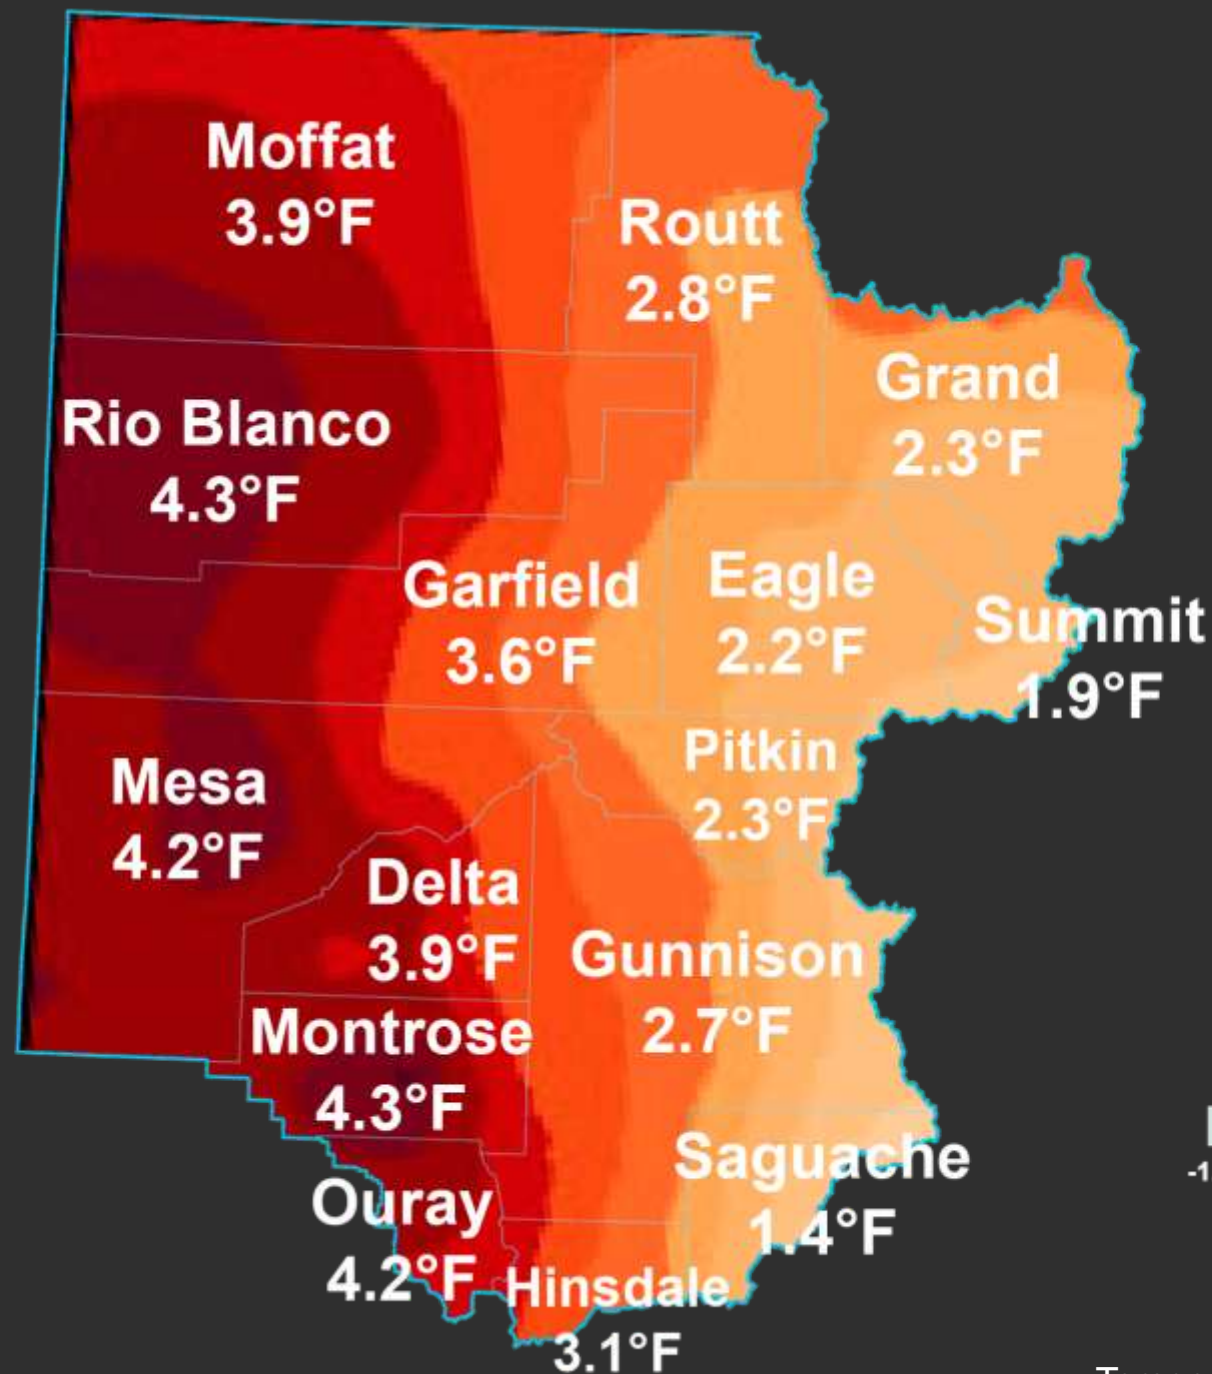 Moffat
3.9°F
Routt
2.8°F
Grand
2.3°F
Rio Blanco
4.3°F
Garfield
3.6°F
Eagle
2.2°F
Summit
1.9°F
Mesa
4.2°F
Pitkin
2.3°F
Delta
3.9°F
Gunnison
2.7°F
Montrose
4.3°F
Saguache
1.4°F
-1
Ouray
4.2°F
Hinsdale
3.1°F